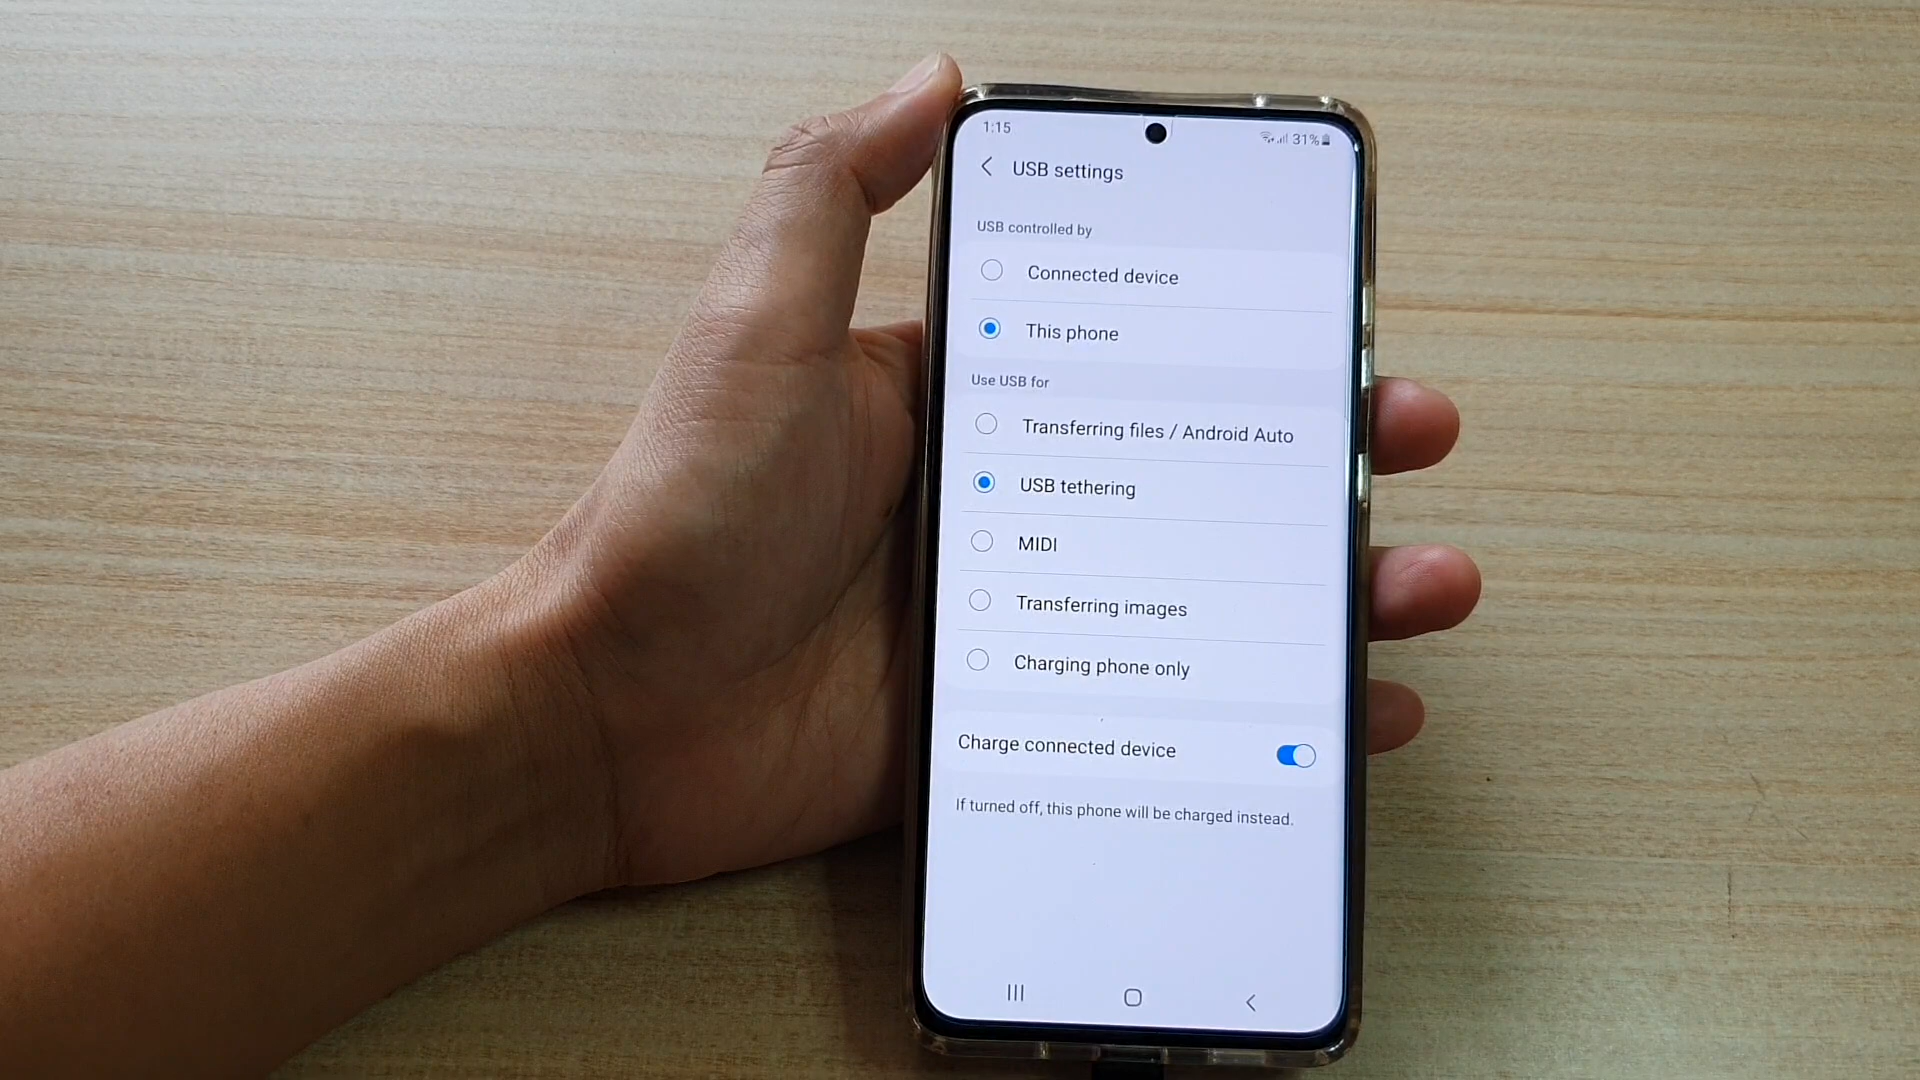 1:15
31%
USB settings
USB controlled by
Connected device
This phone
Use USB for
Transferring files / Android Auto
USB tethering
MIDI
Transferring images
Charging phone only
Charge connected device
If turned off, this phone will be charged instead.